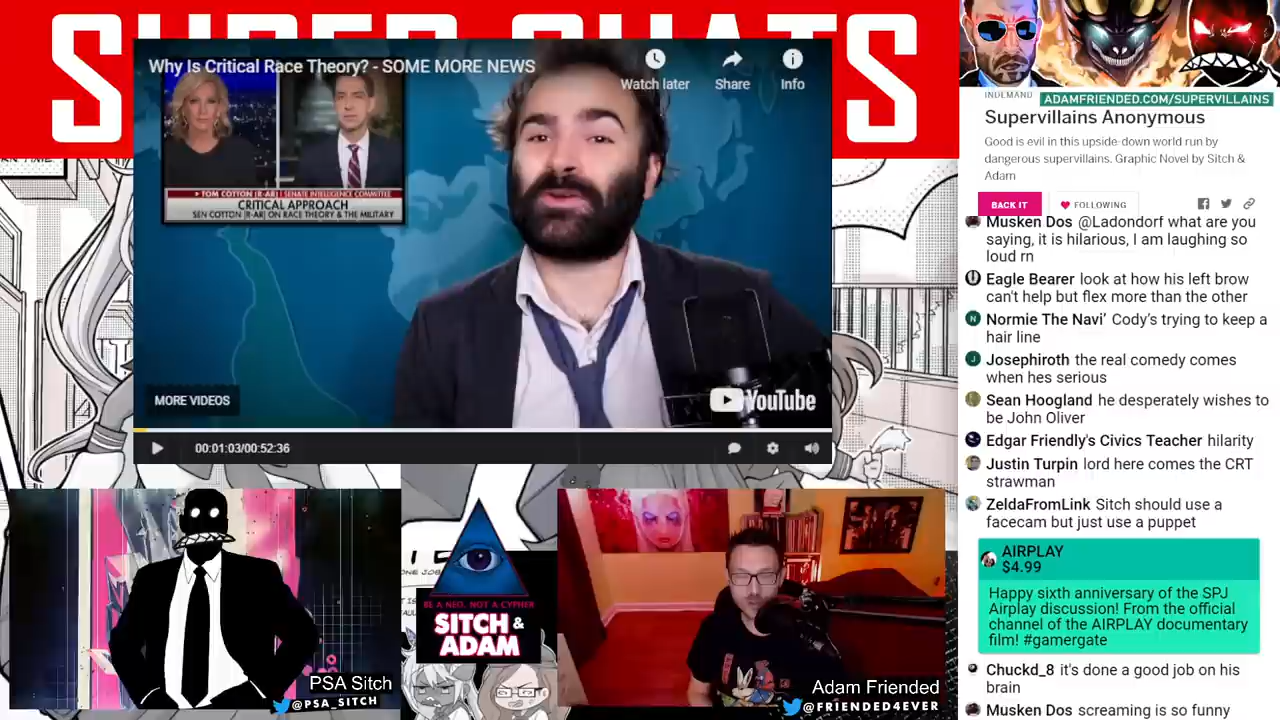 SUPER CHATS
Why Is Critical Race Theory? - SOME MORE NEWS
Watch later
Share
Info
TOM COTTON (R-AR) | SENATE INTELLIGENCE COMMITTEE
CRITICAL APPROACH
SEN COTTON (R-AR) ON RACE THEORY & THE MILITARY
MORE VIDEOS
YouTube
00:01:03/00:52:36
BE A NEO, NOT A CYPHER
SITCH &
ADAM
PSA Sitch
@PSA_SITCH
Adam Friended
@FRIENDED4EVER
INDEMAND
ADAMFRIENDED.COM/SUPERVILLAINS
Supervillains Anonymous
Good is evil in this upside-down world run by
dangerous supervillains. Graphic Novel by Sitch &
Adam
BACK IT
FOLLOWING
Musken Dos @Ladondorf what are you
saying, it is hilarious, I am laughing so
loud rn
Eagle Bearer look at how his left brow
can't help but flex more than the other
Normie The Navi' Cody's trying to keep a
hair line
Josephiroth the real comedy comes
when hes serious
Sean Hoogland he desperately wishes to
be John Oliver
Edgar Friendly's Civics Teacher hilarity
Justin Turpin lord here comes the CRT
strawman
ZeldaFromLink Sitch should use a
facecam but just use a puppet
AIRPLAY
$4.99
Happy sixth anniversary of the SPJ
Airplay discussion! From the official
channel of the AIRPLAY documentary
film! #gamergate
Chuckd_8 it's done a good job on his
brain
Musken Dos screaming is so funny